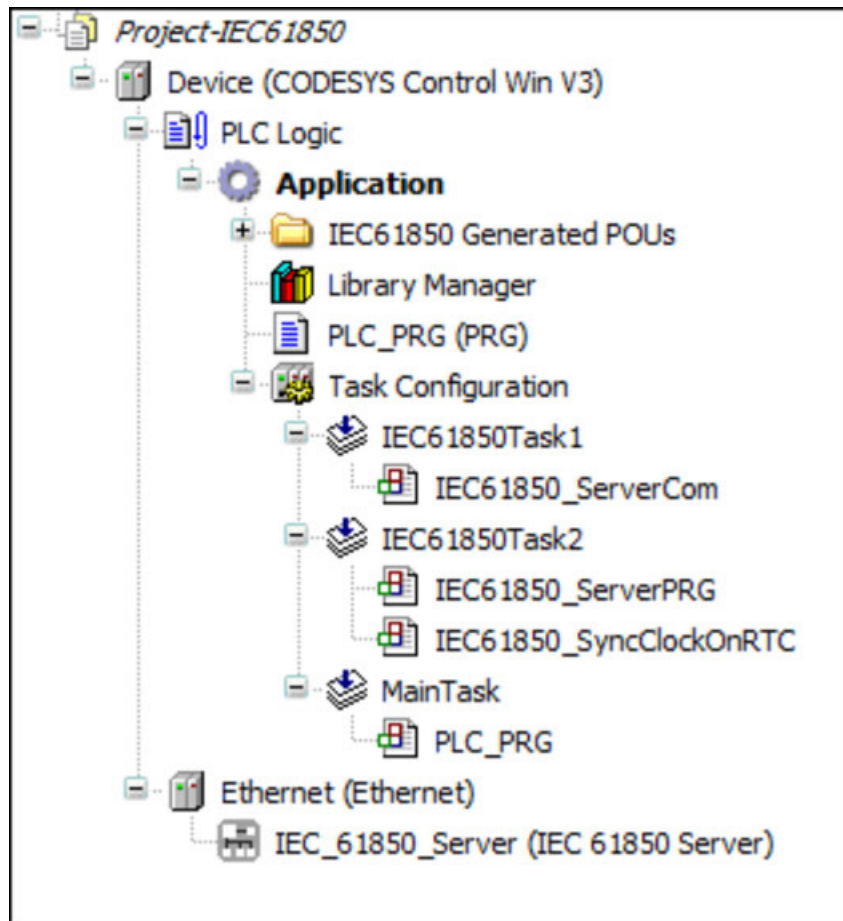 Project-IEC61850
Device (CODESYS Control Win V3)
PLC Logic
Application
IEC61850 Generated POUs
Library Manager
PLC_PRG (PRG)
Task Configuration
IEC61850Task1
IEC61850_ServerCom
IEC61850Task2
IEC61850_ServerPRG
IEC61850_SyncClockOnRTC
MainTask
PLC_PRG
Ethernet (Ethernet)
IEC_61850_Server (IEC 61850 Server)